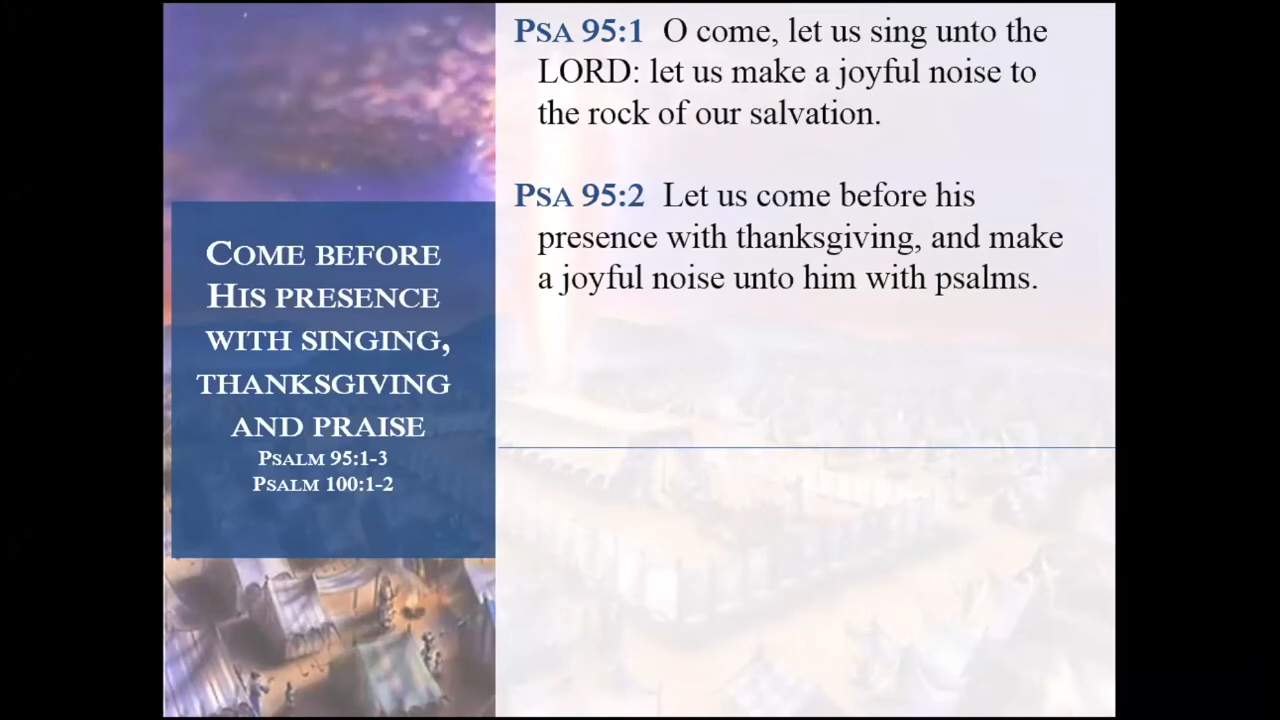 COME BEFORE
HIS PRESENCE
WITH SINGING,
THANKSGIVING
AND PRAISE
PSALM 95:1-3
PSALM 100:1-2
PSA 95:1 O come, let us sing unto the
LORD: let us make a joyful noise to
the rock of our salvation.
PSA 95:2 Let us come before his
presence with thanksgiving, and make
a joyful noise unto him with psalms.